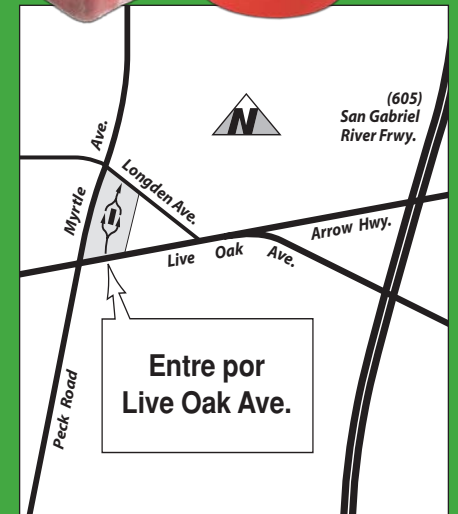 (605)
San Gabriel
River Frwy.
N
Myrtle Ave.
Longden Ave.
Live Oak Ave.
Arrow Hwy.
Entre por
Live Oak Ave.
Peck Road